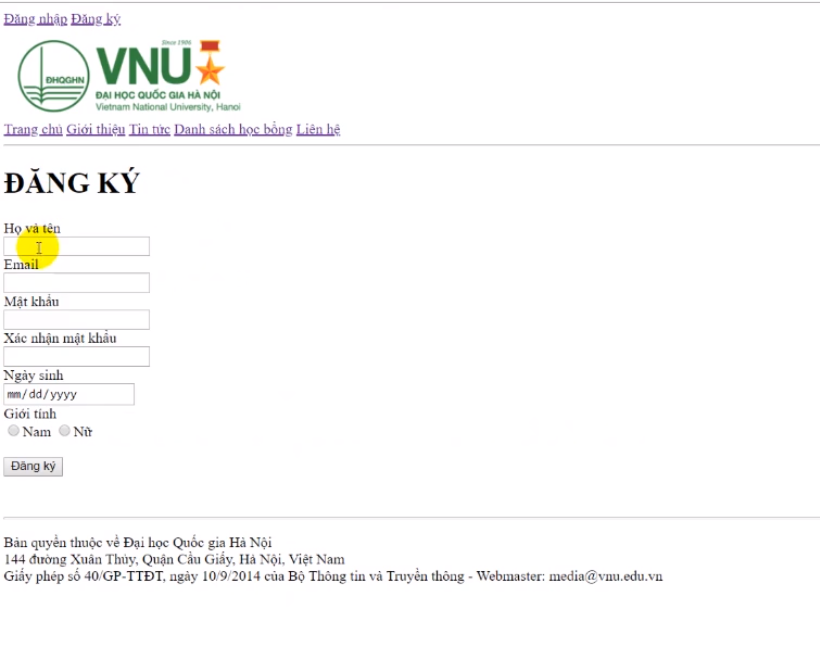 Đăng nhập Đăng ký
Since 1906
VNU
ĐHQGHN
ĐẠI HỌC QUỐC GIA HÀ NỘI
Vietnam National University, Hanoi
Trang chủ Giới thiệu Tin tức Danh sách học bổng Liên hệ
ĐĂNG KÝ
Họ và tên
Email
Mật khẩu
Xác nhận mật khẩu
Ngày sinh
mm/dd/yyyy
Giới tính
Nam Nữ
Đăng ký
Bản quyền thuộc về Đại học Quốc gia Hà Nội
144 đường Xuân Thủy, Quận Cầu Giấy, Hà Nội, Việt Nam
Giấy phép số 40/GP-TTĐT, ngày 10/9/2014 của Bộ Thông tin và Truyền thông - Webmaster: media@vnu.edu.vn